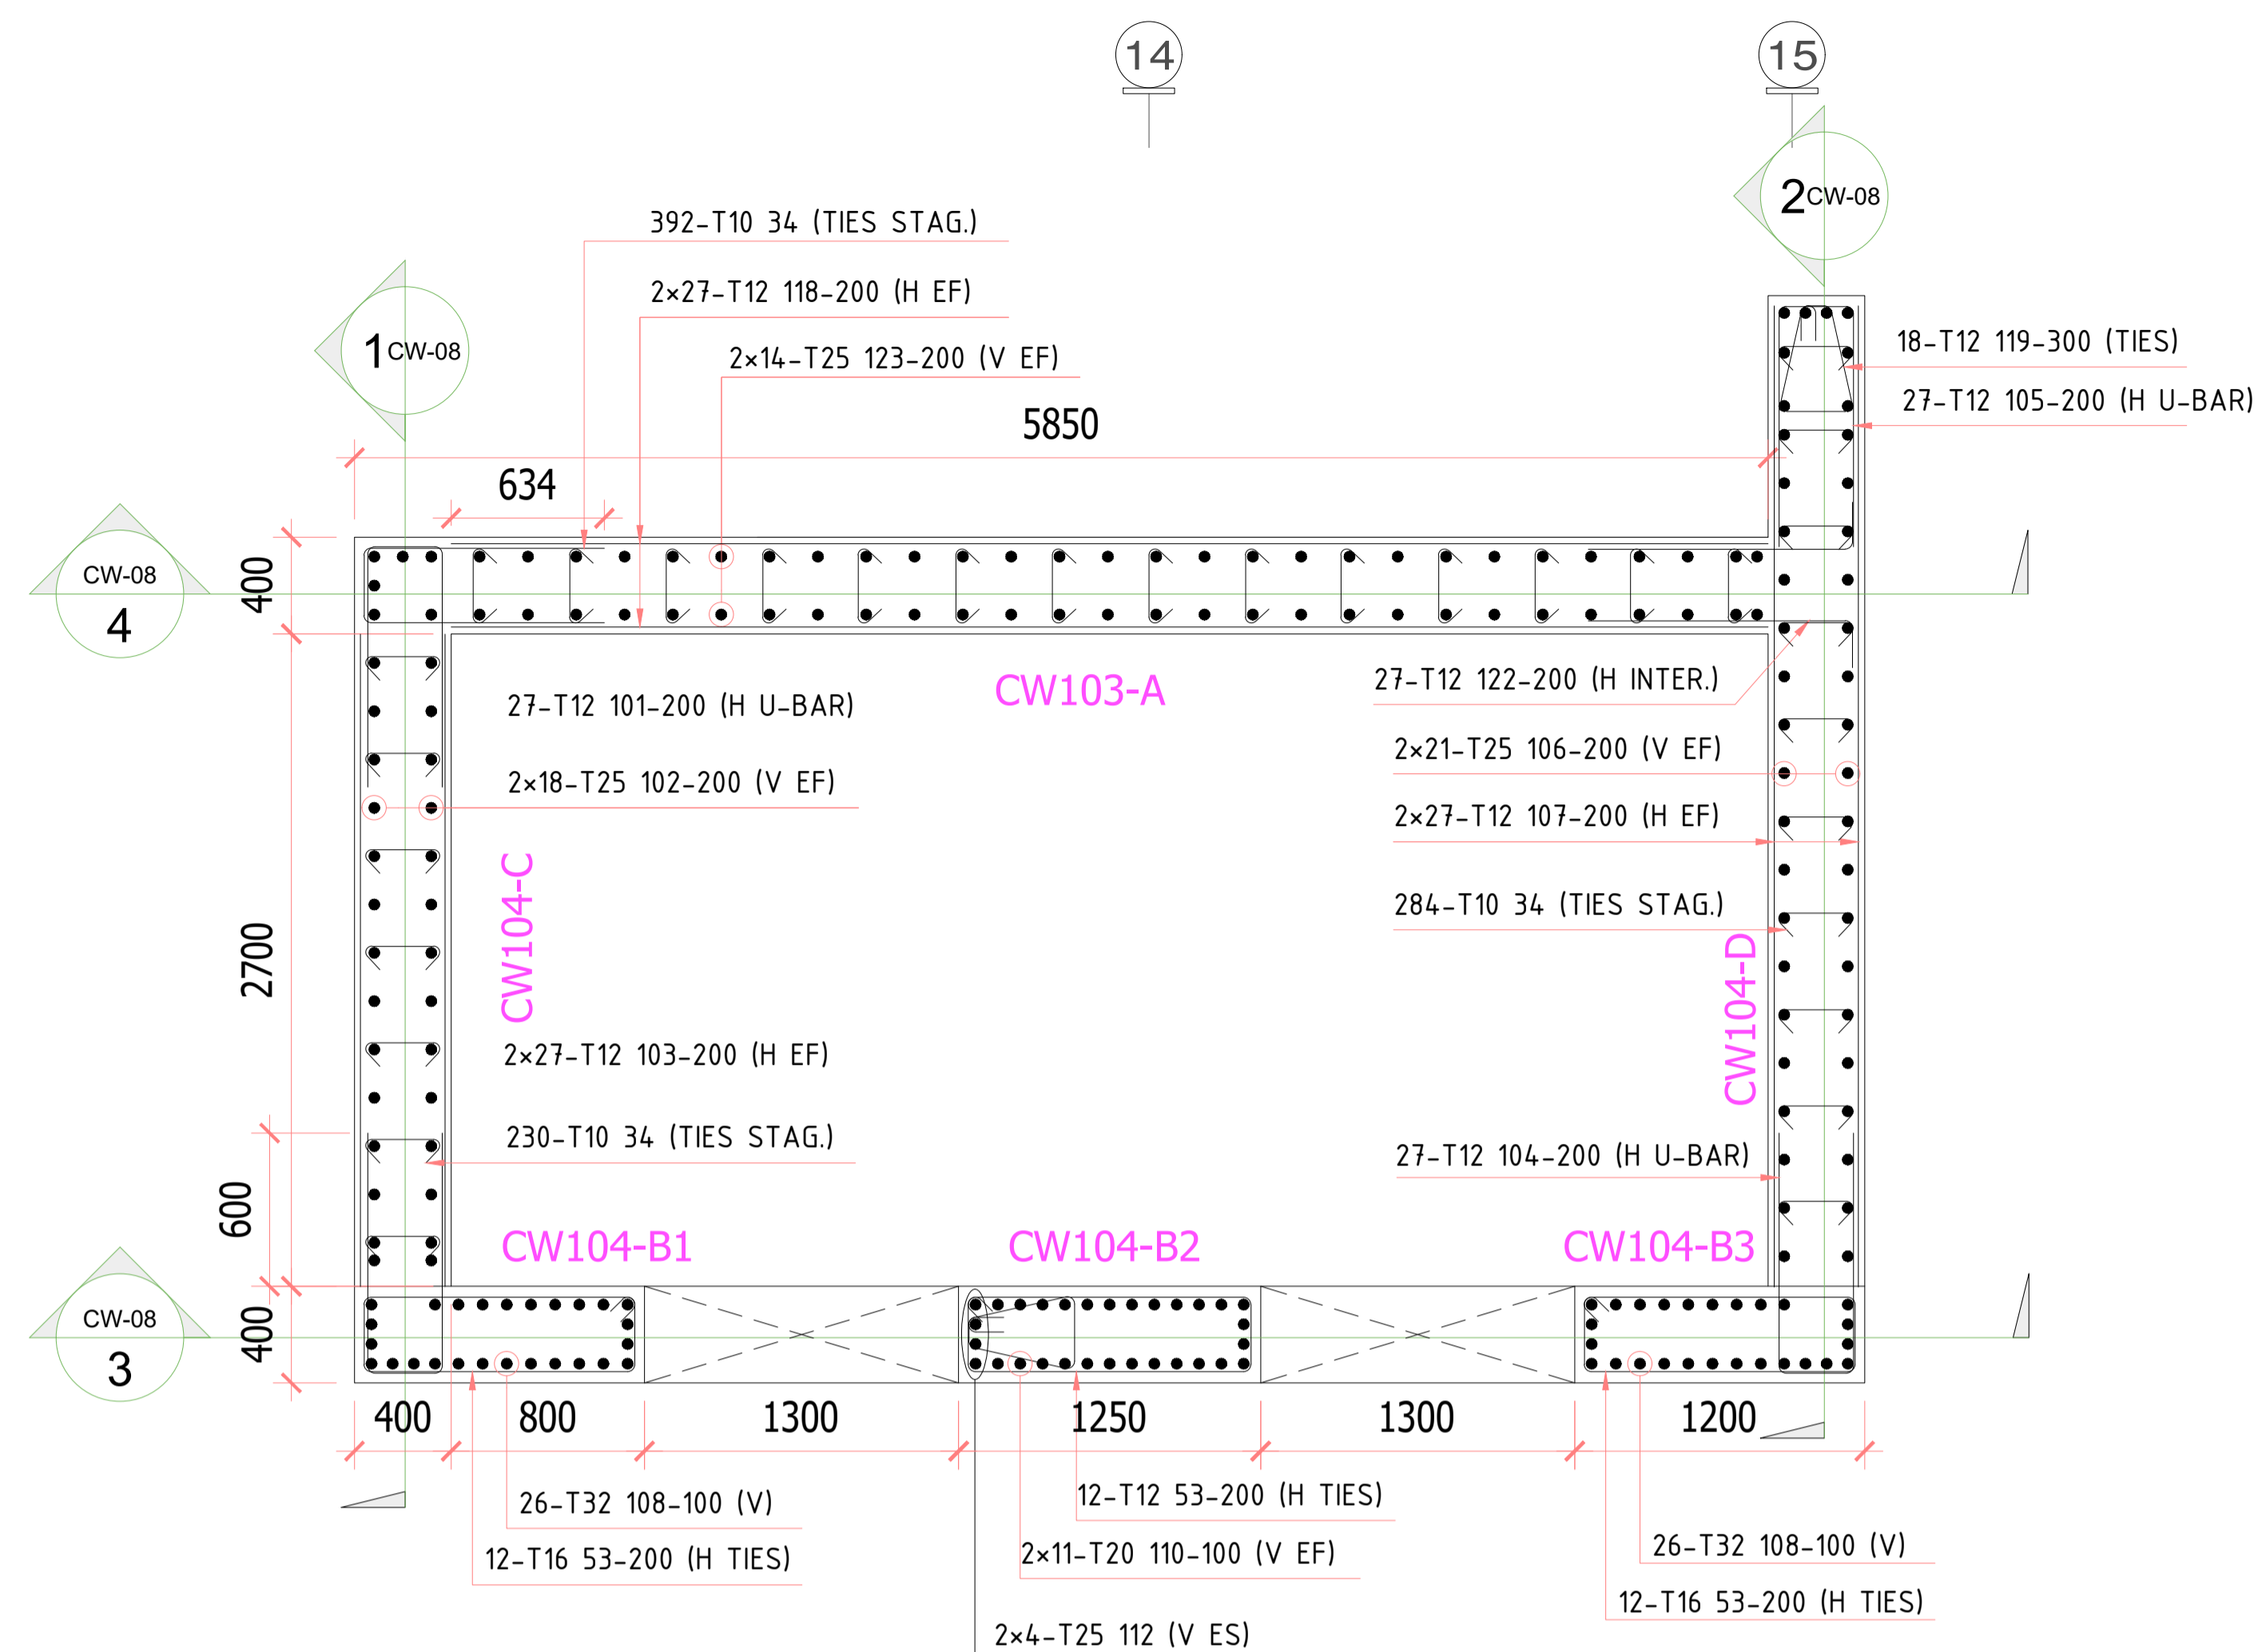 14
15
2 CW-08
392-T10 34 (TIES STAG.)
2×27-T12 118-200 (H EF)
1 CW-08
2×14-T25 123-200 (V EF)
18-T12 119-300 (TIES)
27-T12 105-200 (H U-BAR)
5850
634
CW-08
4
400
CW103-A
27-T12 122-200 (H INTER.)
27-T12 101-200 (H U-BAR)
2×21-T25 106-200 (V EF)
2×18-T25 102-200 (V EF)
2×27-T12 107-200 (H EF)
CW104-C
284-T10 34 (TIES STAG.)
2700
CW104-D
2×27-T12 103-200 (H EF)
230-T10 34 (TIES STAG.)
27-T12 104-200 (H U-BAR)
600
CW104-B1
CW104-B2
CW104-B3
CW-08
3
400
400
800
1300
1250
1300
1200
26-T32 108-100 (V)
12-T12 53-200 (H TIES)
12-T16 53-200 (H TIES)
2×11-T20 110-100 (V EF)
26-T32 108-100 (V)
12-T16 53-200 (H TIES)
2×4-T25 112 (V ES)